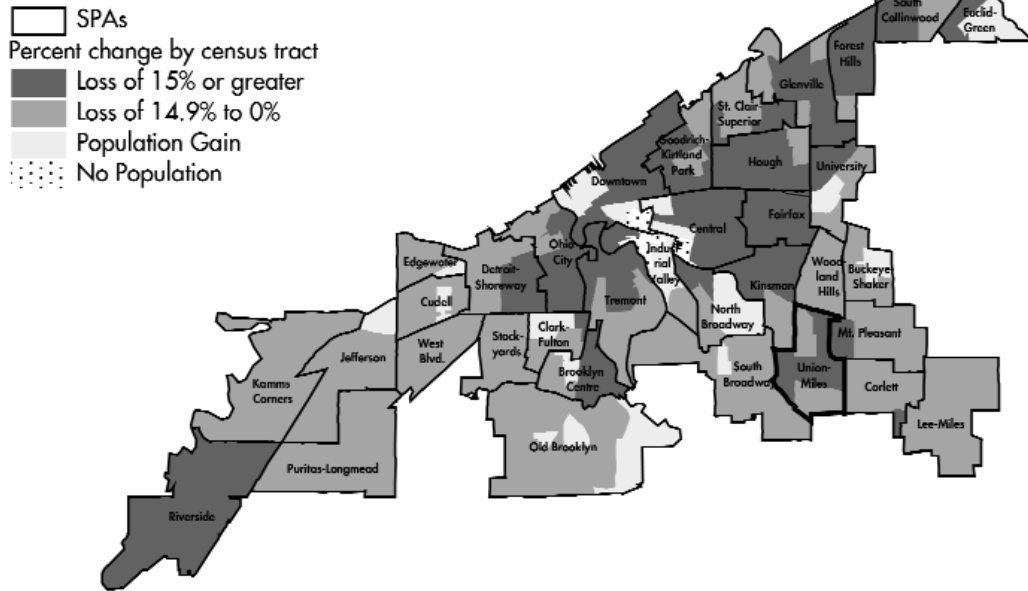 SPAs
Percent change by census tract
Loss of 15% or greater
Loss of 14.9% to 0%
Population Gain
No Population
South
Collinwood
Euclid-
Green
Forest
Hills
Glenville
St. Clair-
Superior
Goodrich-
Kirtland
Park
Hough
University
Downtown
Fairfax
Central
Ohio
City
Indust-
rial
Valley
Edgewater
Detroit-
Shoreway
Wood-
land
Hills
Buckeye-
Shaker
Kinsman
Cudell
Tremont
North
Broadway
Clark-
Fulton
Mt. Pleasant
West
Blvd.
Stock-
yards
Jefferson
Brooklyn
Centre
South
Broadway
Union-
Miles
Corlett
Kamms
Corners
Lee-Miles
Old Brooklyn
Puritas-Longmead
Riverside